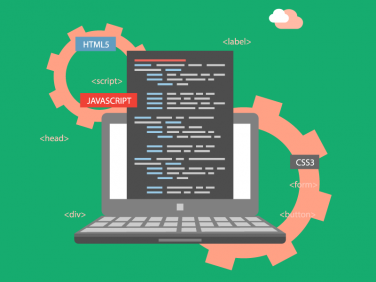 HTML5
<label>
<script>
JAVASCRIPT
<head>
CSS3
<form>
<div>
<button>